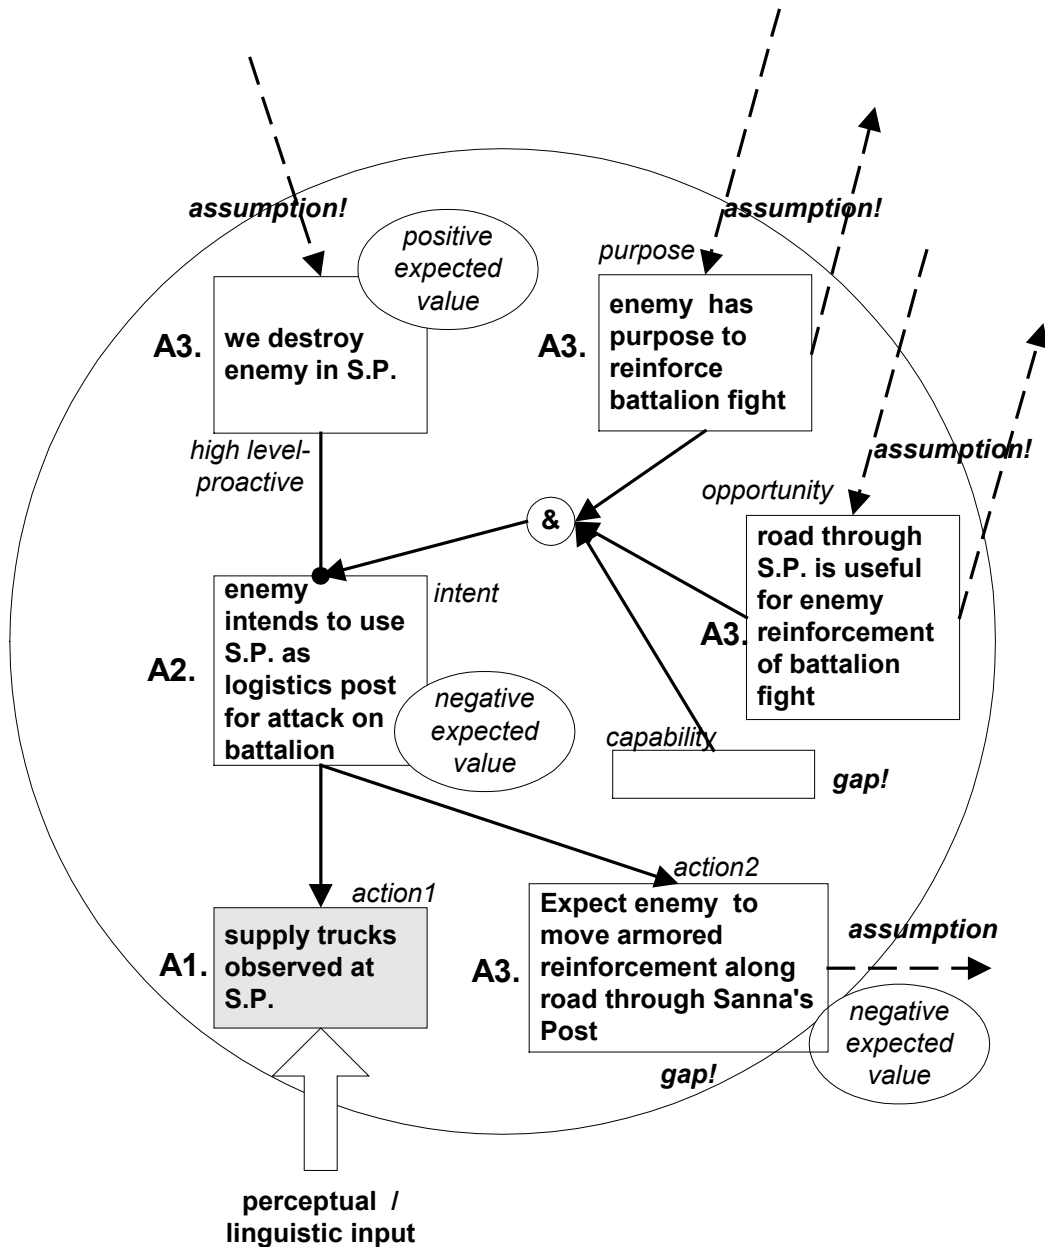 assumption!
assumption!
positive
expected
value
purpose
A3.
we destroy
enemy in S.P.
A3.
enemy  has
purpose to
reinforce
battalion fight
high level-
proactive
assumption!
opportunity
&
road through
S.P. is useful
for enemy
reinforcement
of battalion
fight
A3.
enemy
intends to use
S.P. as
logistics post
for attack on
battalion
intent
A2.
negative
expected
value
capability
gap!
action1
action2
A1.
supply trucks
observed at
S.P.
A3.
Expect enemy  to
move armored
reinforcement along
road through Sanna's
Post
assumption
negative
expected
value
gap!
perceptual  /
linguistic input